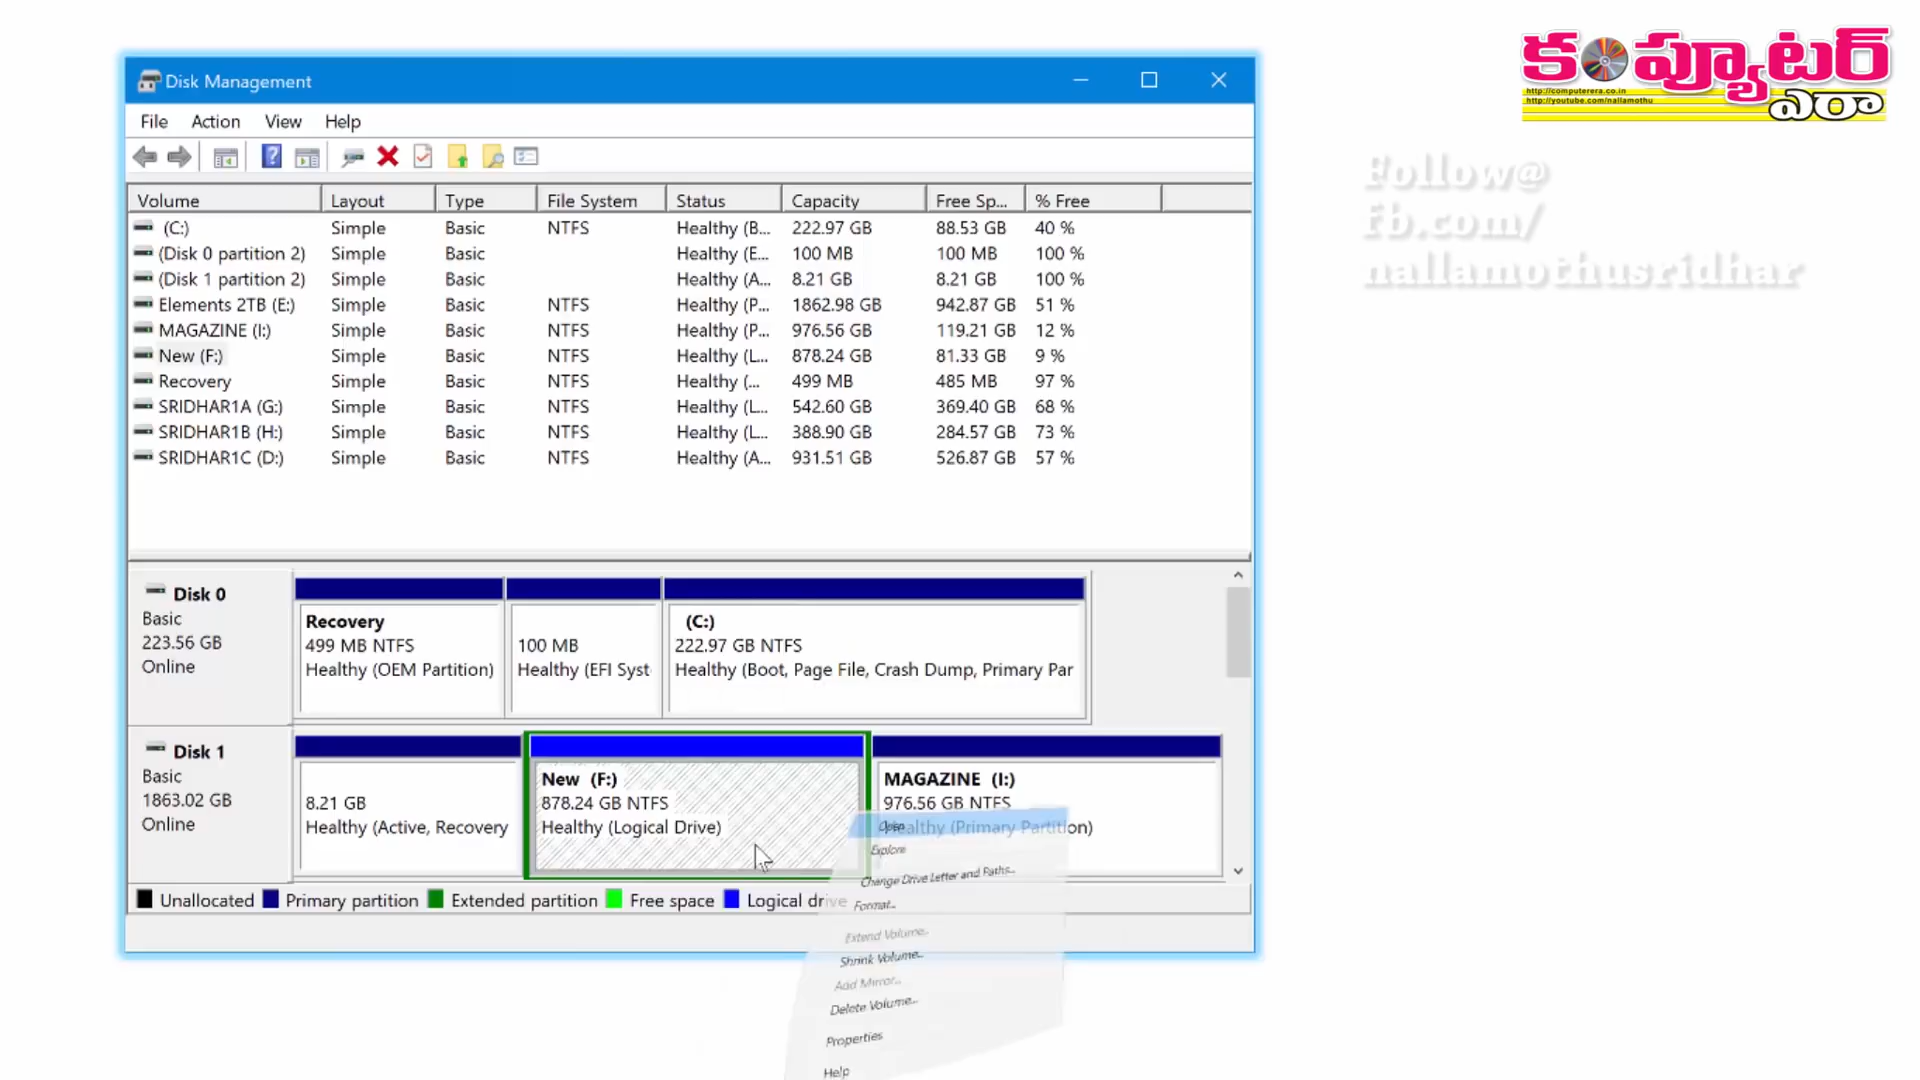 కంప్యూటర్
ఎరా
http://computerera.co.in
http://youtube.com/nallamothu
Follow@
fb.com/
nallamothusridhar
Disk Management
File Action View Help
Volume Layout Type File System Status Capacity Free Sp... % Free
(C:) Simple Basic NTFS Healthy (B... 222.97 GB 88.53 GB 40 %
(Disk 0 partition 2) Simple Basic Healthy (E... 100 MB 100 MB 100 %
(Disk 1 partition 2) Simple Basic Healthy (A... 8.21 GB 8.21 GB 100 %
Elements 2TB (E:) Simple Basic NTFS Healthy (P... 1862.98 GB 942.87 GB 51 %
MAGAZINE (I:) Simple Basic NTFS Healthy (P... 976.56 GB 119.21 GB 12 %
New (F:) Simple Basic NTFS Healthy (L... 878.24 GB 81.33 GB 9 %
Recovery Simple Basic NTFS Healthy (... 499 MB 485 MB 97 %
SRIDHAR1A (G:) Simple Basic NTFS Healthy (L... 542.60 GB 369.40 GB 68 %
SRIDHAR1B (H:) Simple Basic NTFS Healthy (L... 388.90 GB 284.57 GB 73 %
SRIDHAR1C (D:) Simple Basic NTFS Healthy (A... 931.51 GB 526.87 GB 57 %
Disk 0
Basic
223.56 GB
Online
Recovery
499 MB NTFS
Healthy (OEM Partition)
100 MB
Healthy (EFI Syst
(C:)
222.97 GB NTFS
Healthy (Boot, Page File, Crash Dump, Primary Par
Disk 1
Basic
1863.02 GB
Online
8.21 GB
Healthy (Active, Recovery
New (F:)
878.24 GB NTFS
Healthy (Logical Drive)
MAGAZINE (I:)
976.56 GB NTFS
Healthy (Primary Partition)
Open
Explore
Change Drive Letter and Paths...
Format...
Extend Volume...
Shrink Volume...
Add Mirror...
Delete Volume...
Properties
Help
Unallocated Primary partition Extended partition Free space Logical drive